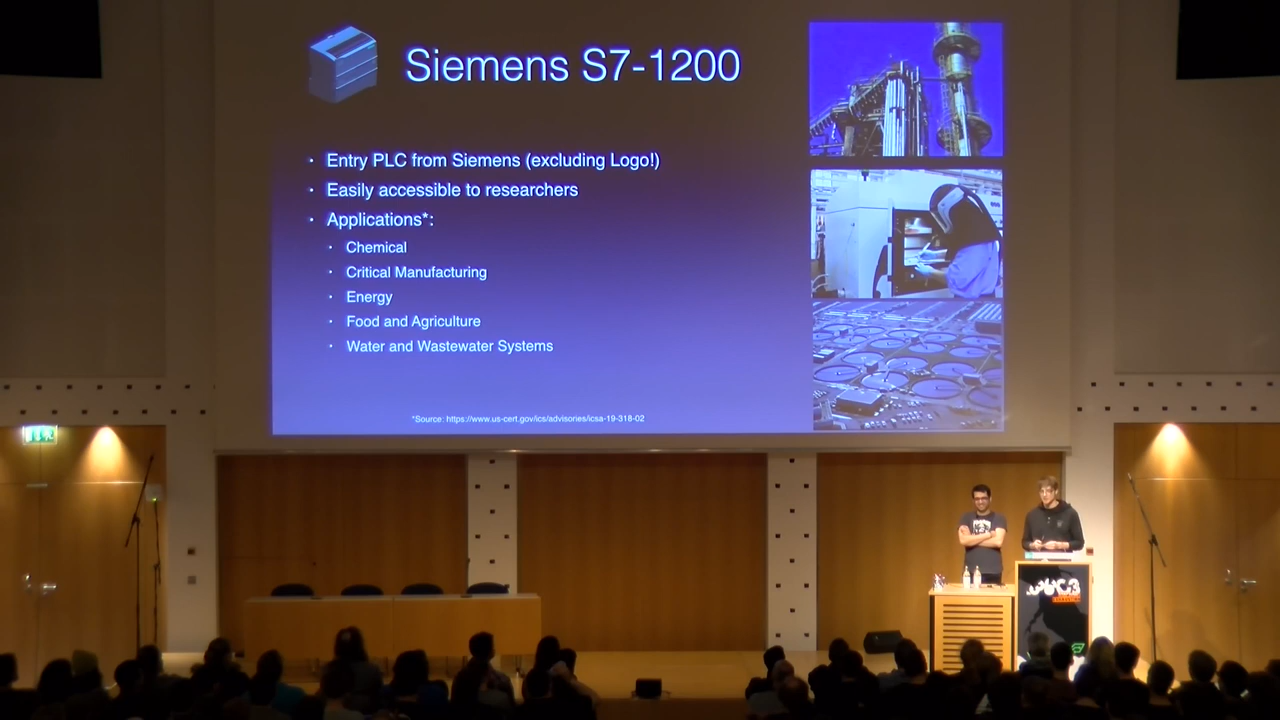 Siemens S7-1200
· Entry PLC from Siemens (excluding Logo!)
· Easily accessible to researchers
· Applications*:
· Chemical
· Critical Manufacturing
· Energy
· Food and Agriculture
· Water and Wastewater Systems
*Source: https://www.us-cert.gov/ics/advisories/icsa-19-318-02